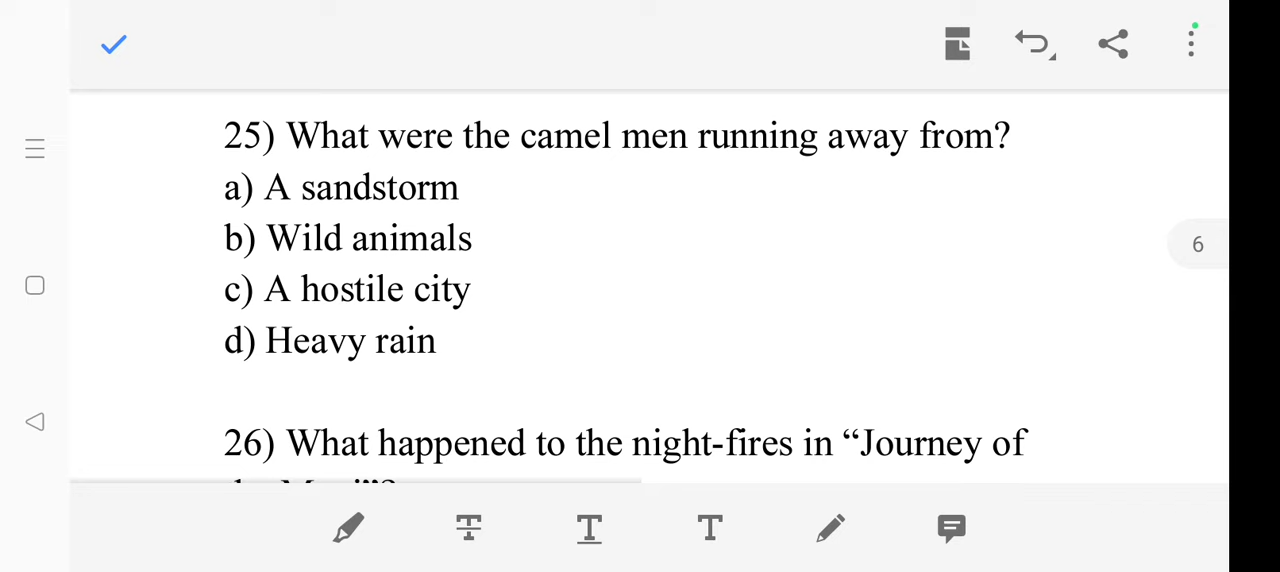 25) What were the camel men running away from?
a) A sandstorm
b) Wild animals
6
c) A hostile city
d) Heavy rain
26) What happened to the night-fires in “Journey of
T
T
T